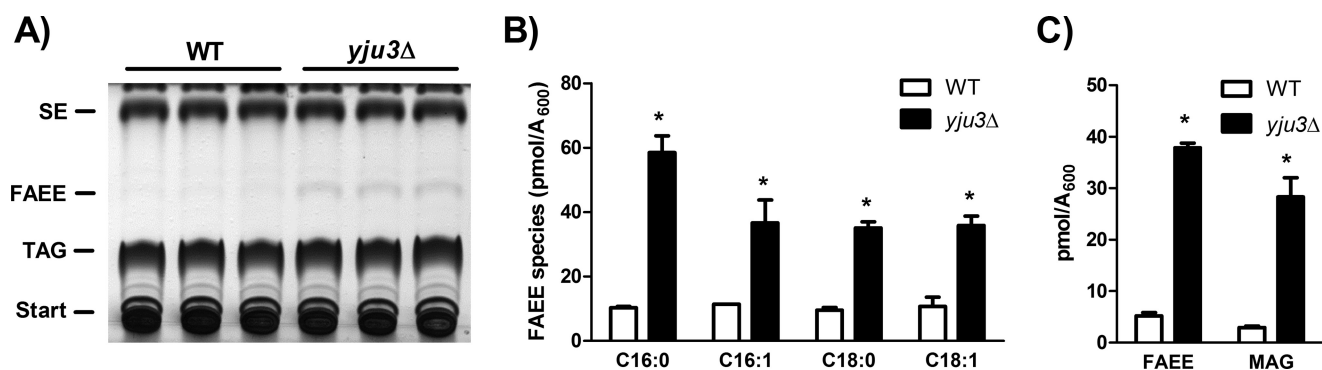 A)
WT
yju3Δ
SE
FAEE
TAG
Start
B)
FAEE species (pmol/A600)
80
60
40
20
0
*
*
*
*
WT
yju3Δ
C16:0
C16:1
C18:0
C18:1
C)
pmol/A600
50
40
30
20
10
0
*
*
WT
yju3Δ
FAEE
MAG